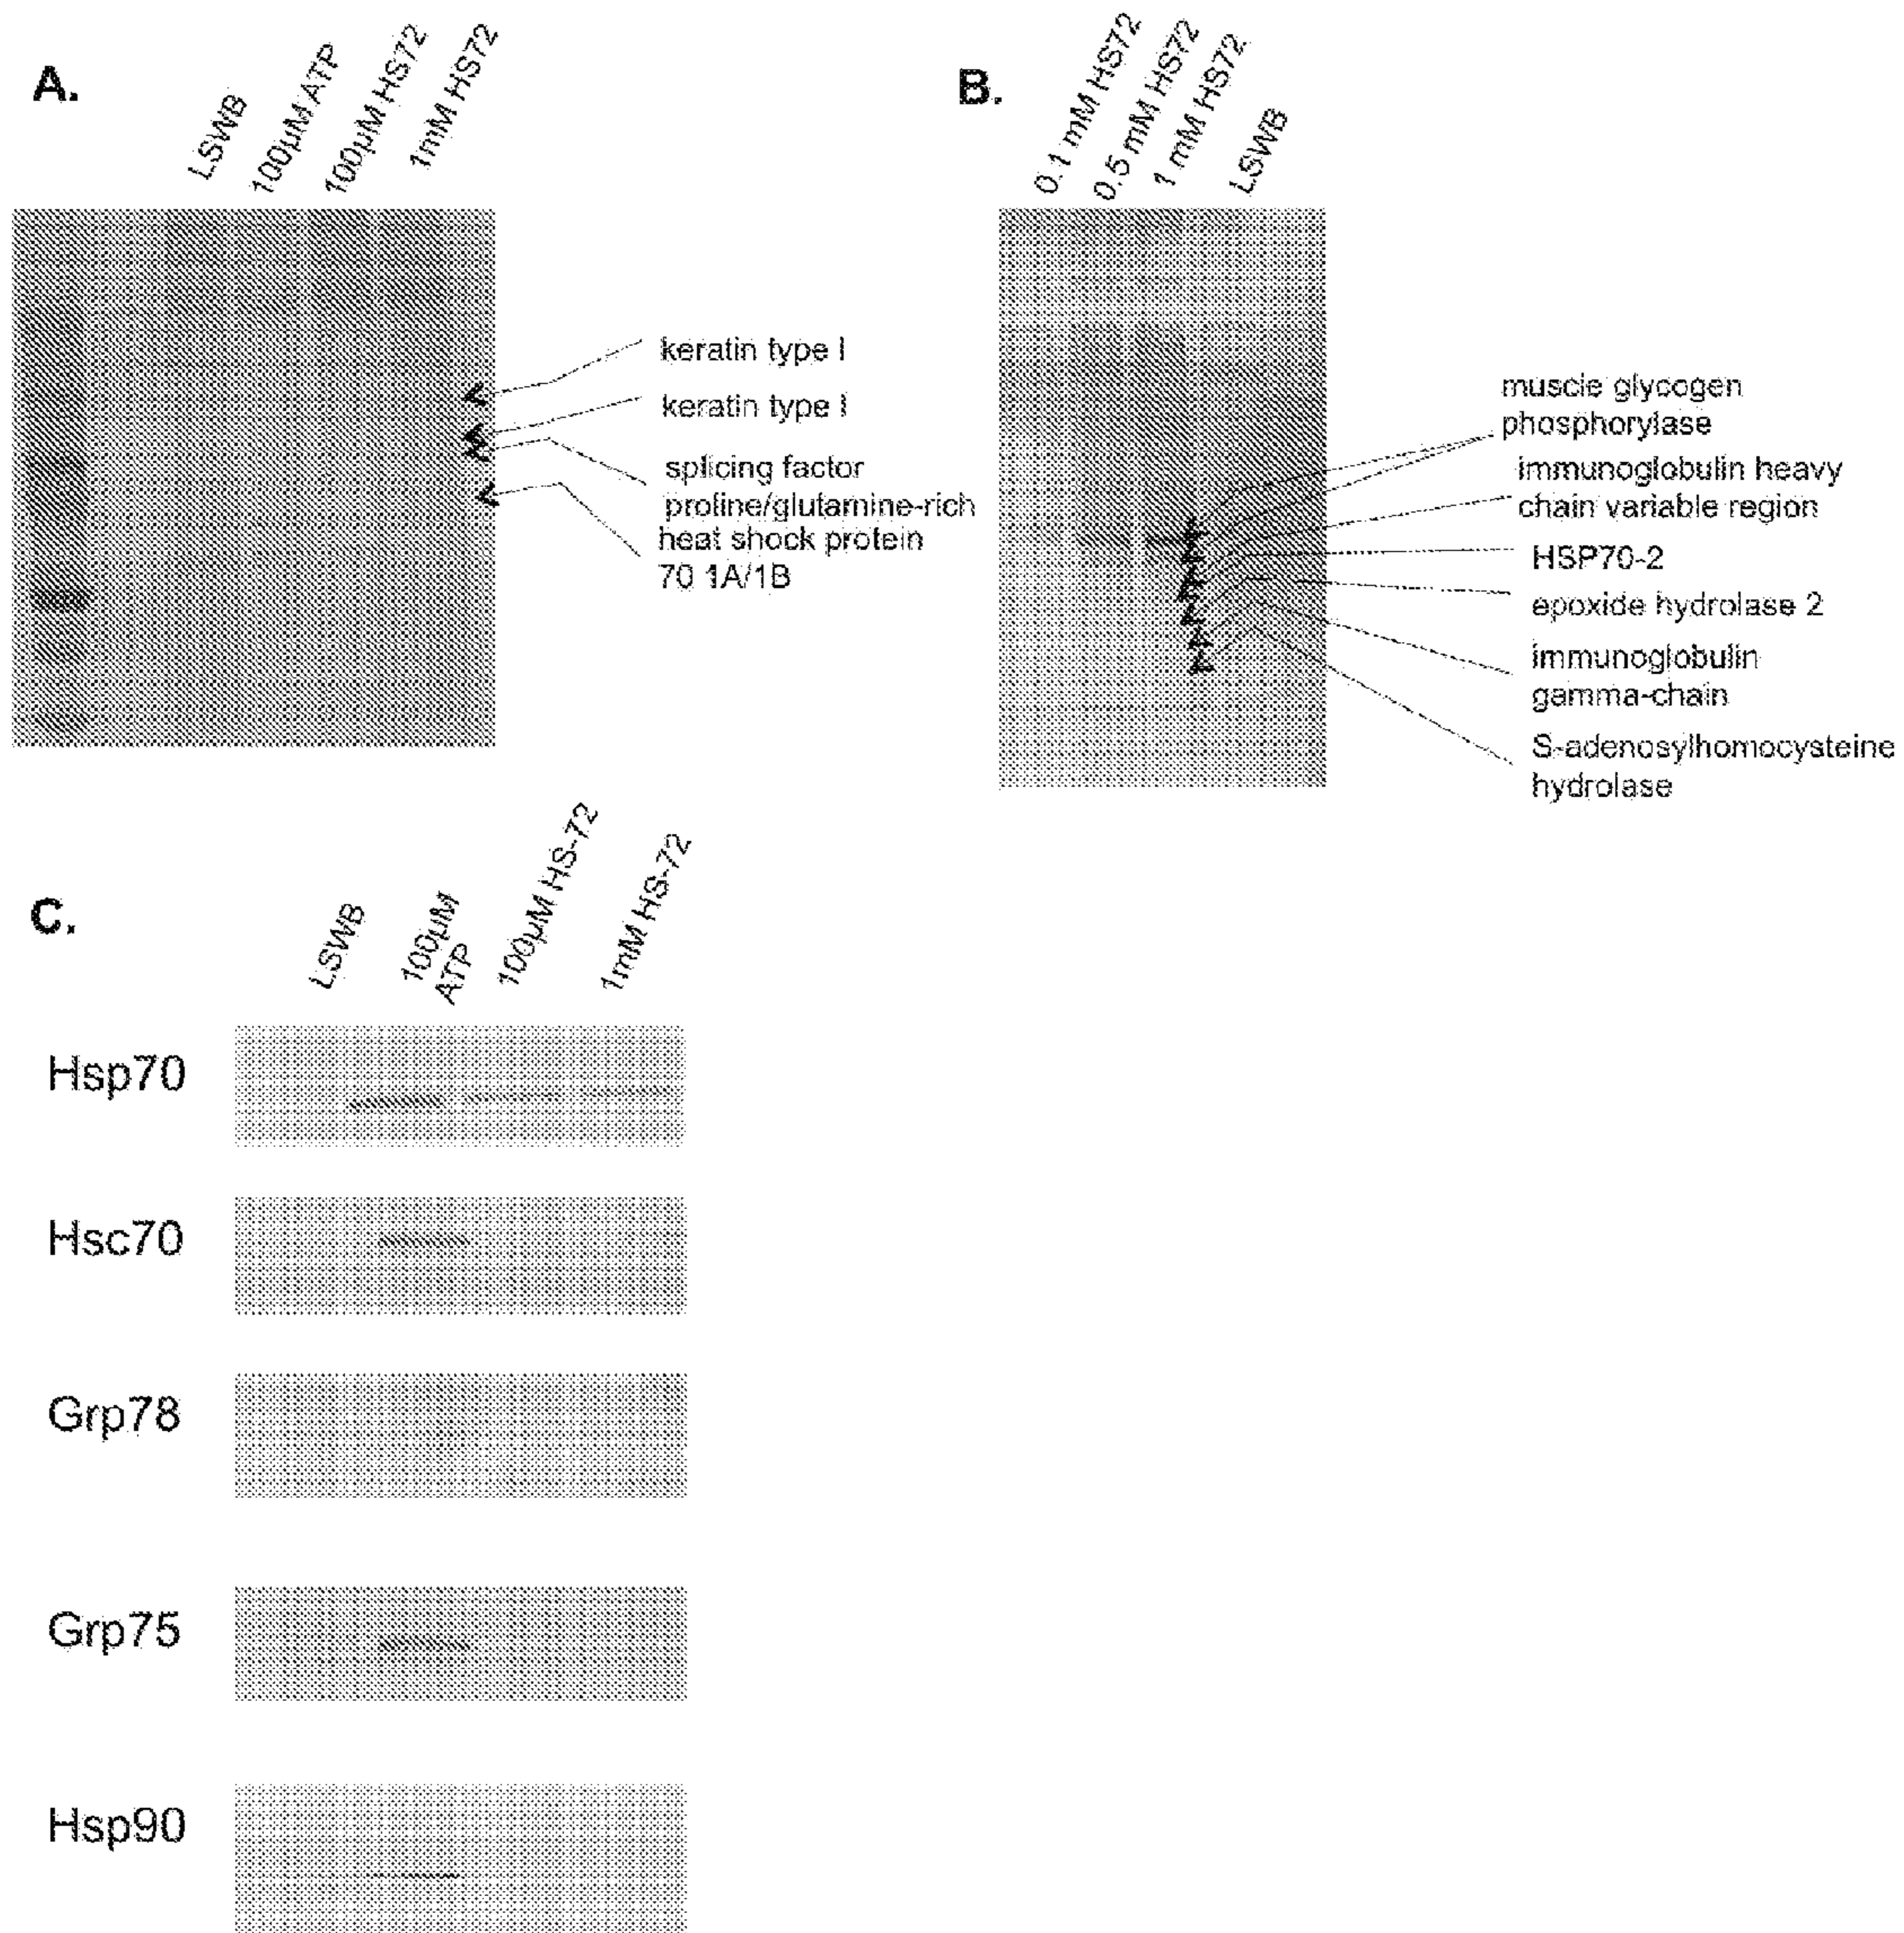 A.
LSWB
100µM ATP
100µM HS72
1mM HS72
keratin type I
keratin type I
splicing factor
proline/glutamine-rich
heat shock protein
70 1A/1B
B.
0.1 mM HS72
0.5 mM HS72
1 mM HS72
LSWB
muscle glycogen
phosphorylase
immunoglobulin heavy
chain variable region
HSP70-2
epoxide hydrolase 2
immunoglobulin
gamma-chain
S-adenosylhomocysteine
hydrolase
C.
LSWB
100µM
ATP
100µM HS-72
1mM HS-72
Hsp70
Hsc70
Grp78
Grp75
Hsp90